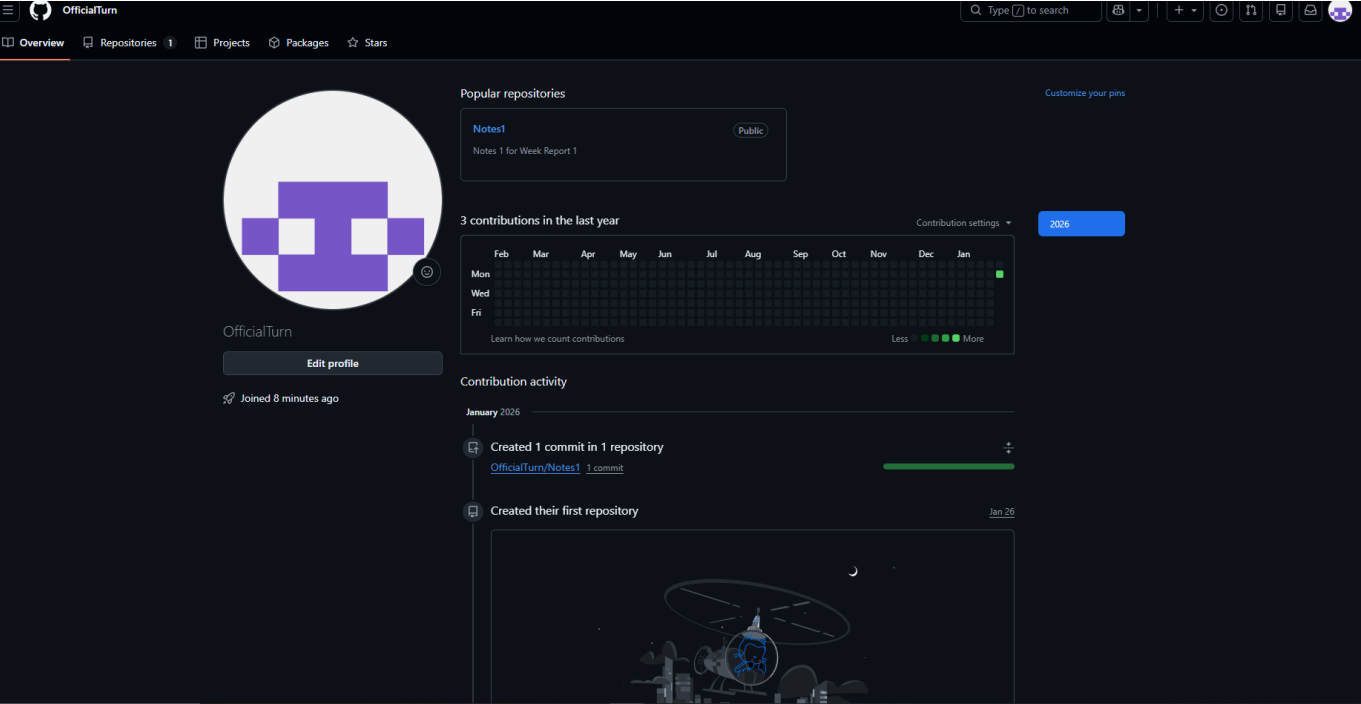 OfficialTurn
Type / to search
Overview
Repositories 1
Projects
Packages
Stars
Popular repositories
Customize your pins
Notes1
Public
Notes 1 for Week Report 1
3 contributions in the last year
Contribution settings
2026
Feb Mar Apr May Jun Jul Aug Sep Oct Nov Dec Jan
Mon
Wed
Fri
Learn how we count contributions
Less More
OfficialTurn
Edit profile
Joined 8 minutes ago
Contribution activity
January 2026
Created 1 commit in 1 repository
OfficialTurn/Notes1 1 commit
Created their first repository
Jan 26